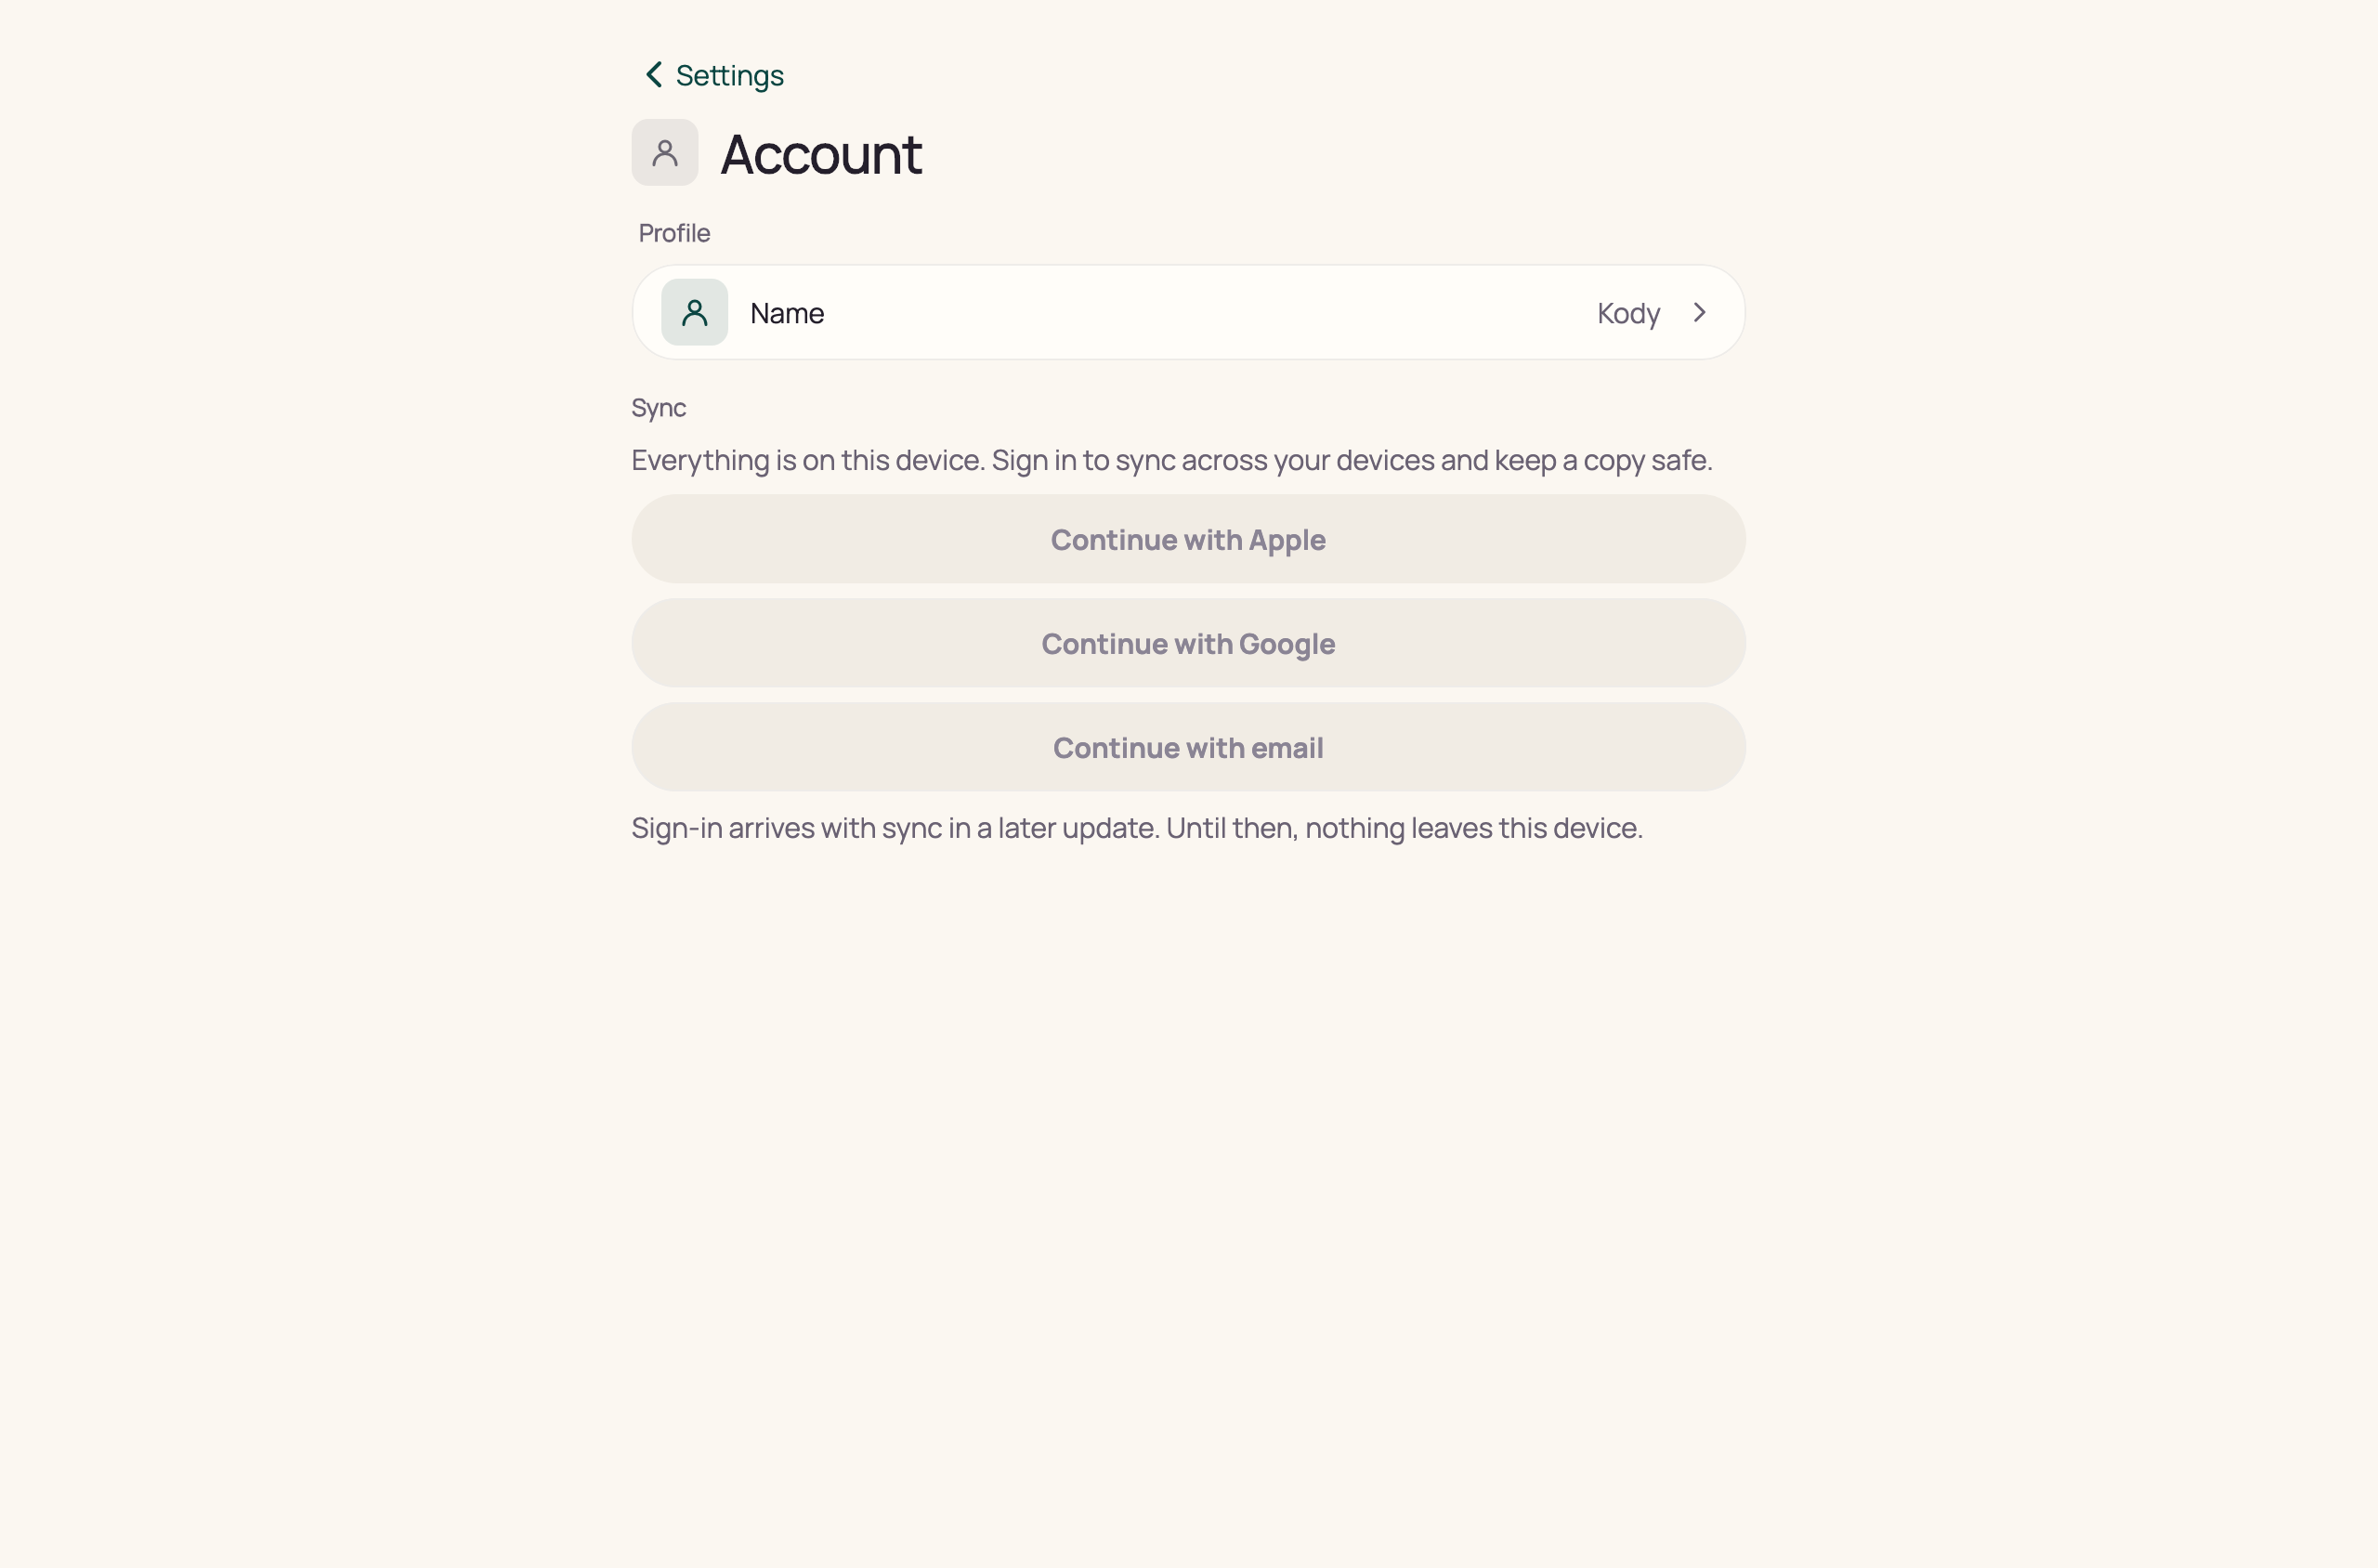 Settings
Account
Profile
Name
Kody
Sync
Everything is on this device. Sign in to sync across your devices and keep a copy safe.
Continue with Apple
Continue with Google
Continue with email
Sign-in arrives with sync in a later update. Until then, nothing leaves this device.